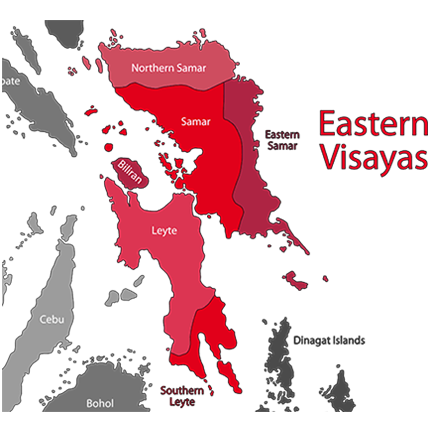 Northern Samar
bate
Samar
Eastern
Samar
Eastern
Visayas
Biliran
Leyte
Cebu
Dinagat Islands
Southern
Leyte
Bohol